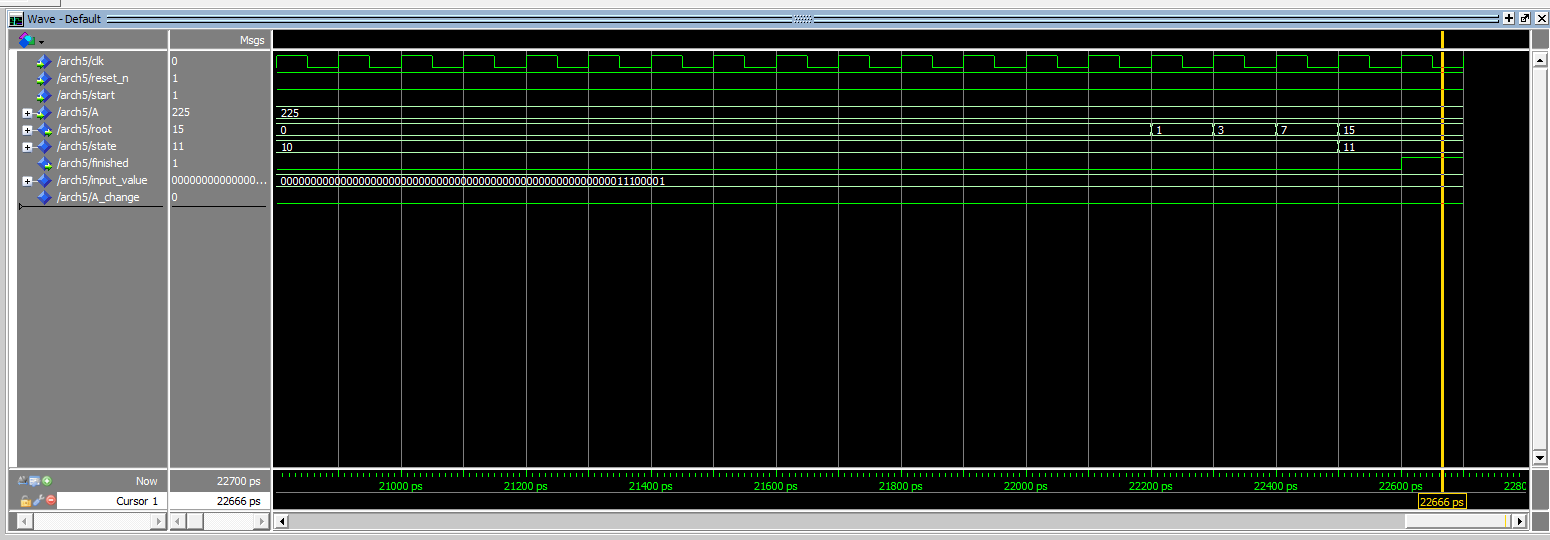 Wave - Default
Msgs
/arch5/clk 0
/arch5/reset_n 1
/arch5/start 1
/arch5/A 225 225
/arch5/root 15 0 1 3 7 15
/arch5/state 11 10 11
/arch5/finished 1
/arch5/input_value 00000000000000... 0000000000000000000000000000000000000000000000000000000011100001
/arch5/A_change 0
Now 22700 ps 21000 ps 21200 ps 21400 ps 21600 ps 21800 ps 22000 ps 22200 ps 22400 ps 22600 ps 2280
Cursor 1 22666 ps 22666 ps